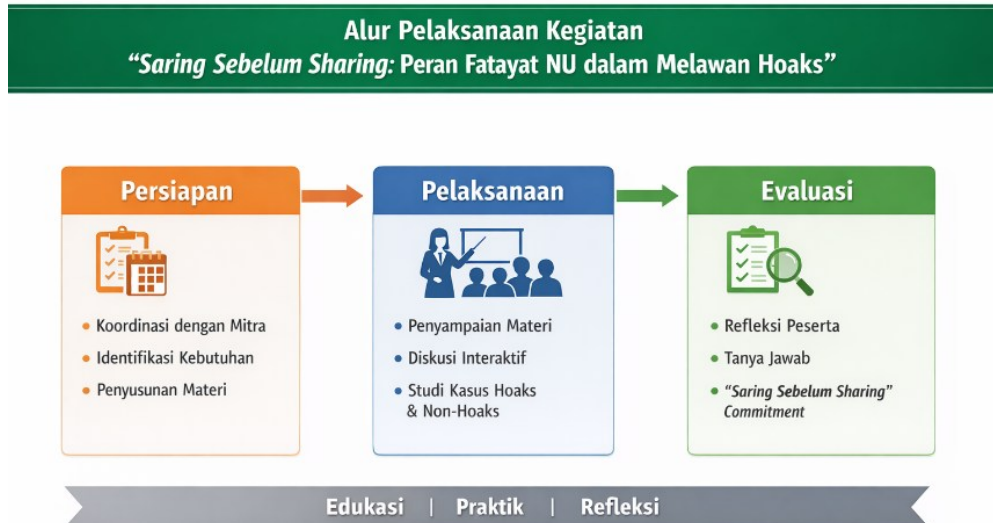 Alur Pelaksanaan Kegiatan
“Saring Sebelum Sharing: Peran Fatayat NU dalam Melawan Hoaks”
Persiapan
Koordinasi dengan Mitra
Identifikasi Kebutuhan
Penyusunan Materi
Pelaksanaan
Penyampaian Materi
Diskusi Interaktif
Studi Kasus Hoaks
& Non-Hoaks
Evaluasi
Refleksi Peserta
Tanya Jawab
“Saring Sebelum Sharing”
Commitment
Edukasi | Praktik | Refleksi